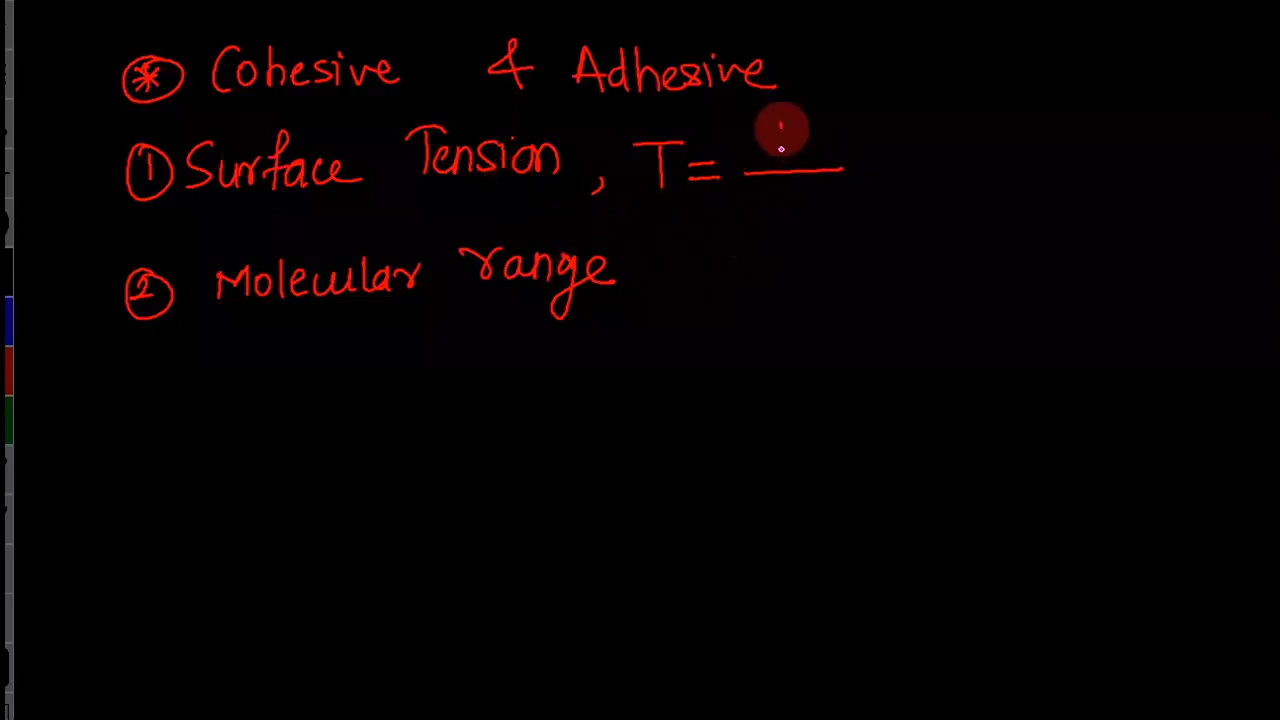 * Cohesive & Adhesive
① Surface Tension, T =
② Molecular range